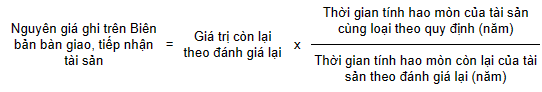 Nguyên giá ghi trên Biên
bản bàn giao, tiếp nhận
tài sản
=
Giá trị còn lại
theo đánh giá lại
x
Thời gian tính hao mòn của tài sản
cùng loại theo quy định (năm)
Thời gian tính hao mòn còn lại của tài
sản theo đánh giá lại (năm)